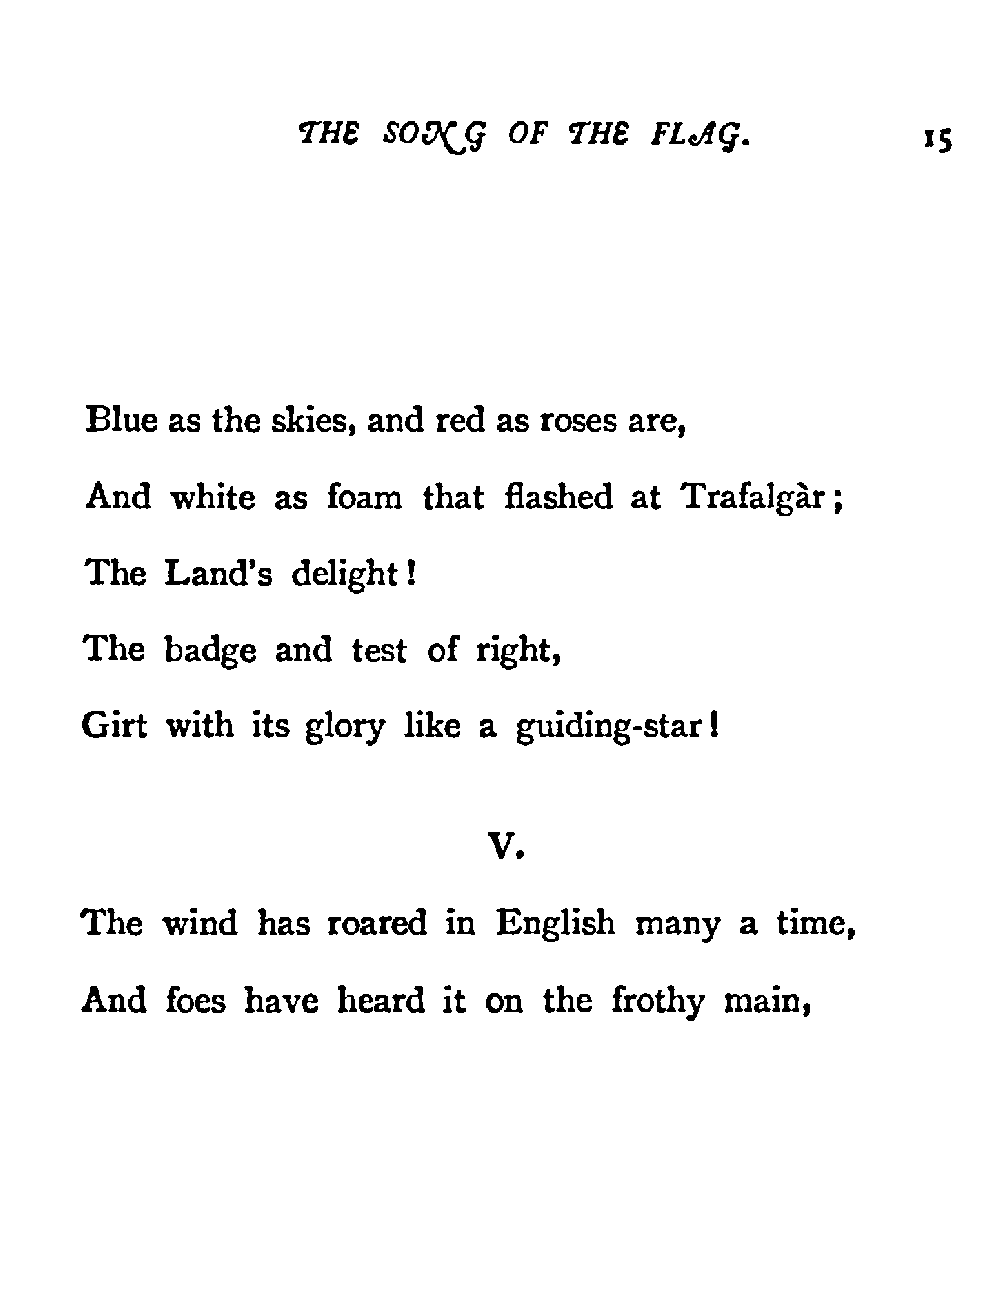 THE SONG OF THE FLAG. 15
Blue as the skies, and red as roses are,
And white as foam that flashed at Trafalgàr;
The Land's delight!
The badge and test of right,
Girt with its glory like a guiding-star!
V.
The wind has roared in English many a time,
And foes have heard it on the frothy main,